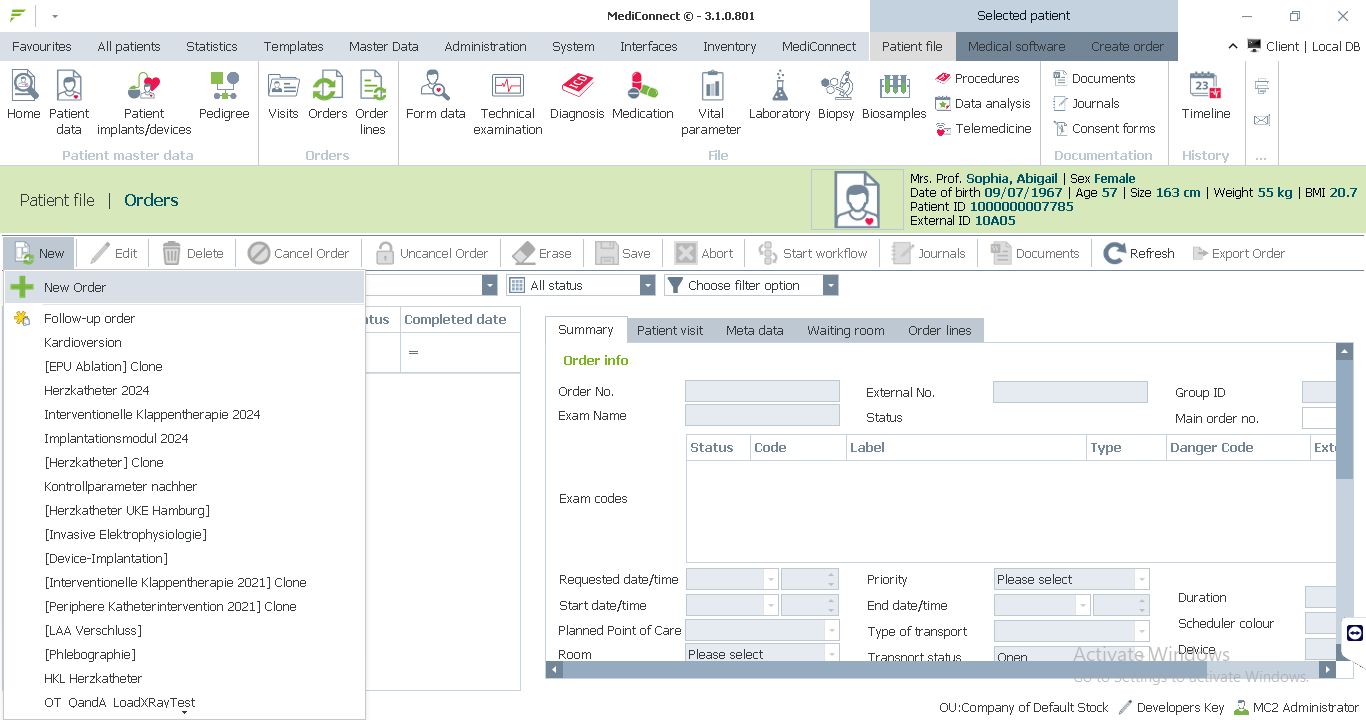 MediConnect © - 3.1.0.801
Selected patient
Favourites All patients Statistics Templates Master Data Administration System Interfaces Inventory MediConnect Patient file Medical software Create order Client | Local DB
Home Patient data Patient implants/devices Pedigree
Patient master data
Visits Orders Order lines
Orders
Form data Technical examination Diagnosis Medication Vital parameter Laboratory Biopsy Biosamples
Procedures
Data analysis
Telemedicine
File
Documents
Journals
Consent forms
Documentation
23
Timeline
History
...
Patient file | Orders
Mrs. Prof. Sophia, Abigail | Sex Female
Date of birth 09/07/1967 | Age 57 | Size 163 cm | Weight 55 kg | BMI 20.7
Patient ID 1000000007785
External ID 10A05
New Edit Delete Cancel Order Uncancel Order Erase Save Abort Start workflow Journals Documents Refresh Export Order
All status Choose filter option
New Order
Follow-up order
Kardioversion
[EPU Ablation] Clone
Herzkatheter 2024
Interventionelle Klappentherapie 2024
Implantationsmodul 2024
[Herzkatheter] Clone
Kontrollparameter nachher
[Herzkatheter UKE Hamburg]
[Invasive Elektrophysiologie]
[Device-Implantation]
[Interventionelle Klappentherapie 2021] Clone
[Periphere Katheterintervention 2021] Clone
[LAA Verschluss]
[Phlebographie]
HKL Herzkatheter
OT_QandA_LoadXRayTest
tus Completed date
=
Summary Patient visit Meta data Waiting room Order lines
Order info
Order No. External No. Group ID
Exam Name Status Main order no.
Status Code Label Type Danger Code Exte
Exam codes
Requested date/time Priority Please select Duration
Start date/time End date/time Scheduler colour
Planned Point of Care Type of transport Device
Room Please select Transport status Open
Activate Windows
Go to Settings to activate Windows.
OU:Company of Default Stock Developers Key MC2 Administrator